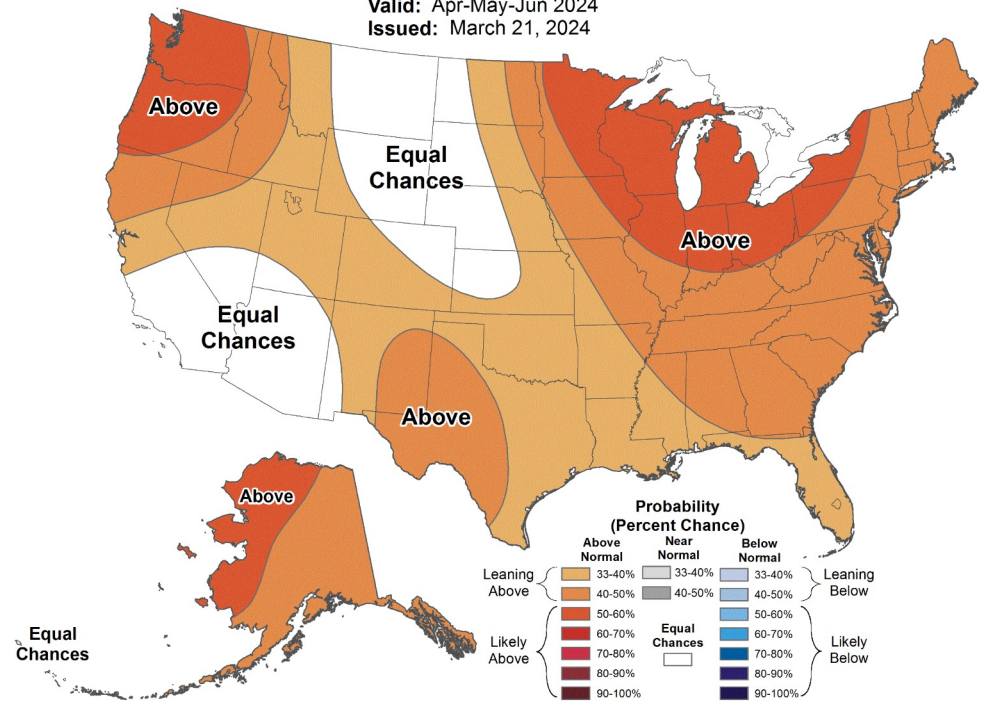 Valid: Apr-May-Jun 2024
Issued: March 21, 2024
Above
Equal
Chances
Above
Equal
Chances
Above
Above
Equal
Chances
Probability
(Percent Chance)
Above
Normal
Near
Normal
Below
Normal
Leaning
Above
33-40%
33-40%
33-40%
Leaning
Below
40-50%
40-50%
40-50%
Likely
Above
50-60%
Equal
Chances
50-60%
Likely
Below
60-70%
60-70%
70-80%
70-80%
80-90%
80-90%
90-100%
90-100%